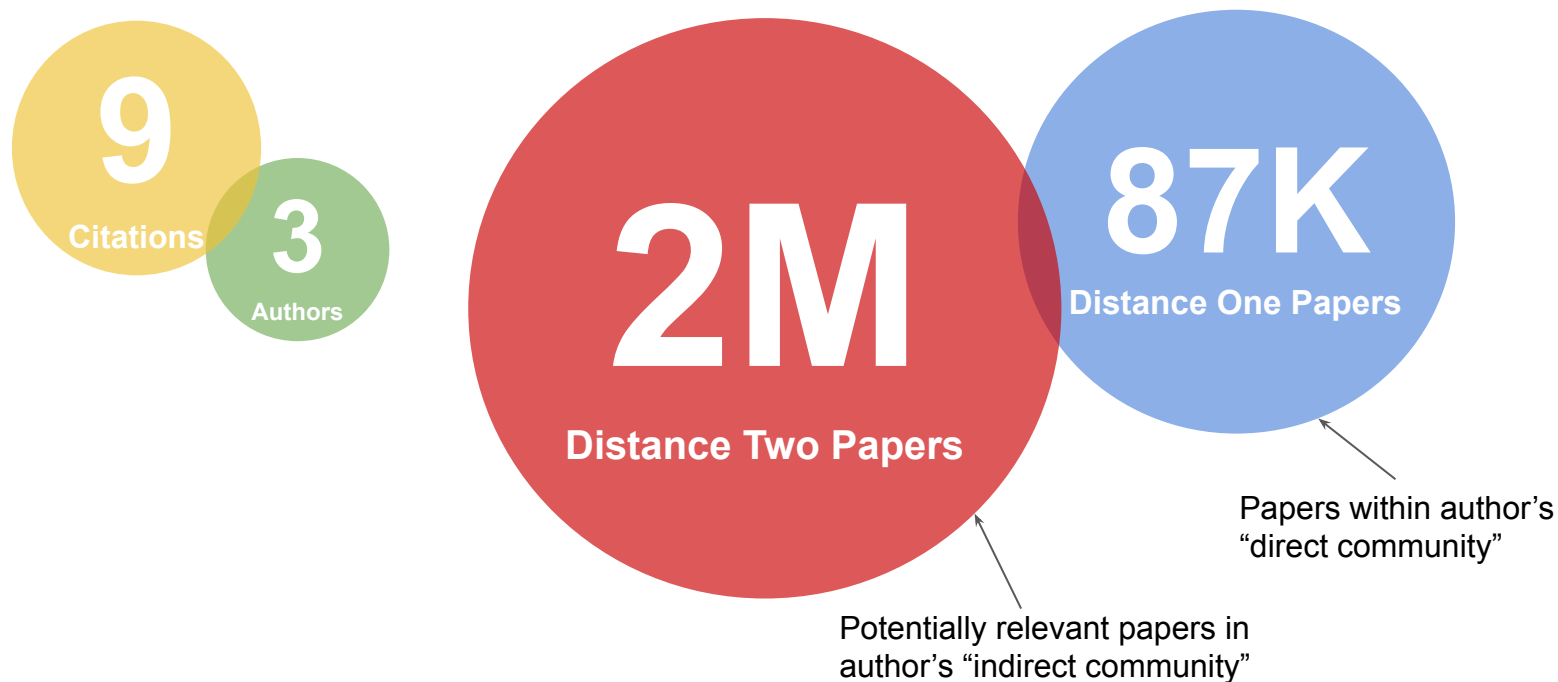 9
Citations
3
Authors
2M
Distance Two Papers
87K
Distance One Papers
Papers within author’s
“direct community”
Potentially relevant papers in
author’s “indirect community”